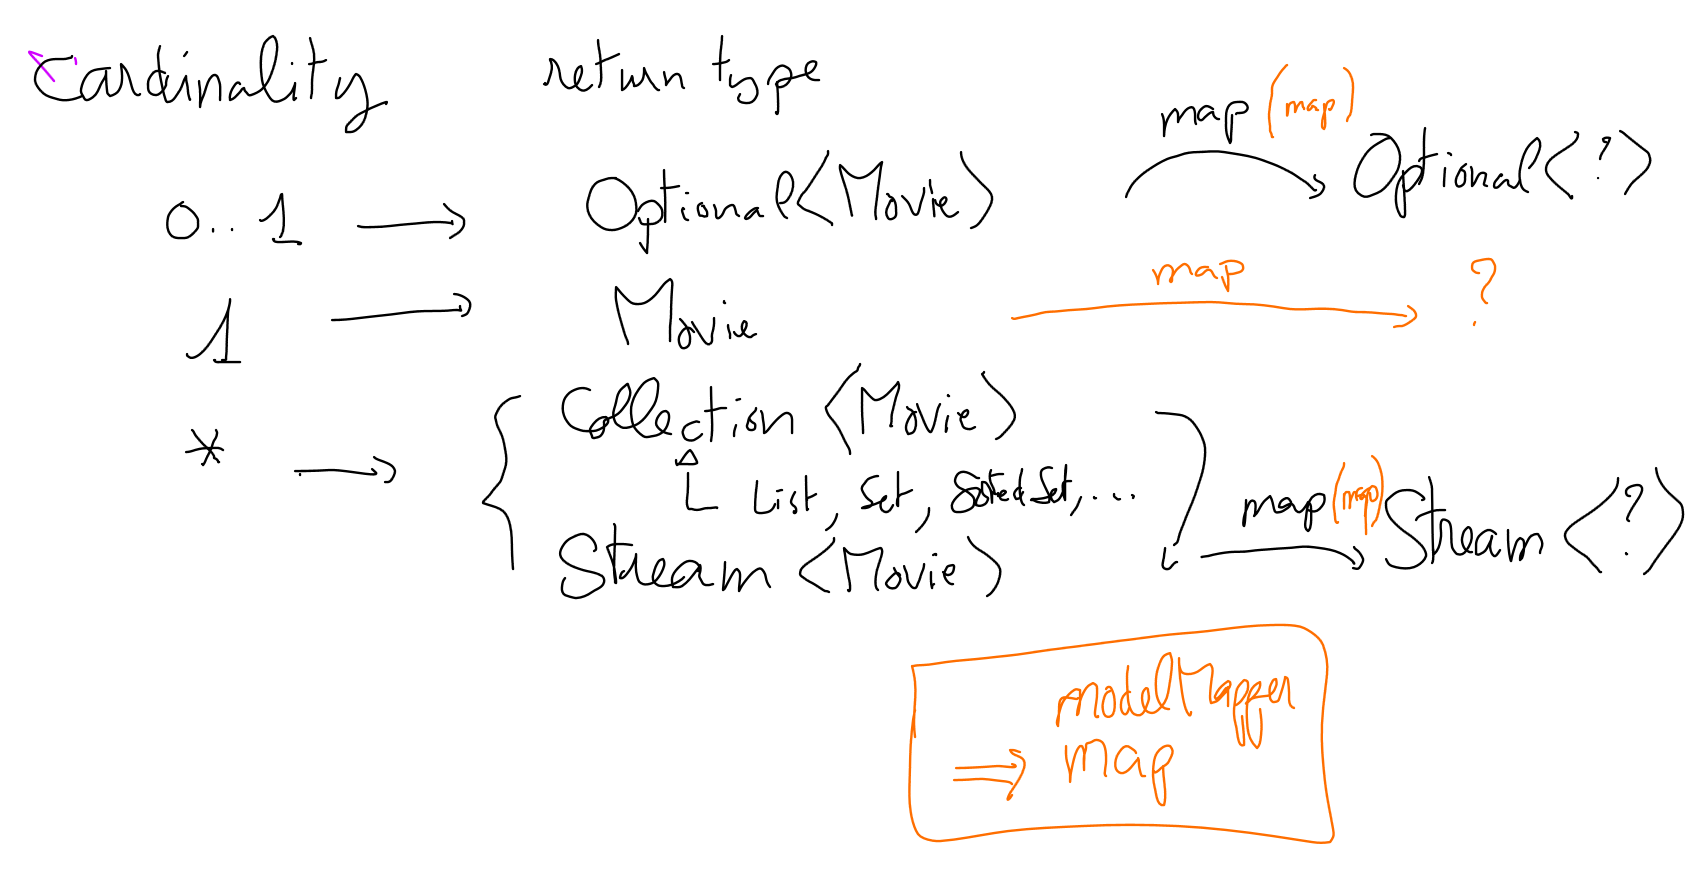 Cardinality return type
map (map)
0..1 Optional<Movie> Optional<?>
map
1 Movie ?
* Collection <Movie>
List, Set, SortedSet, ... map (map)
Stream <Movie> Stream <?>
modelMapper
map